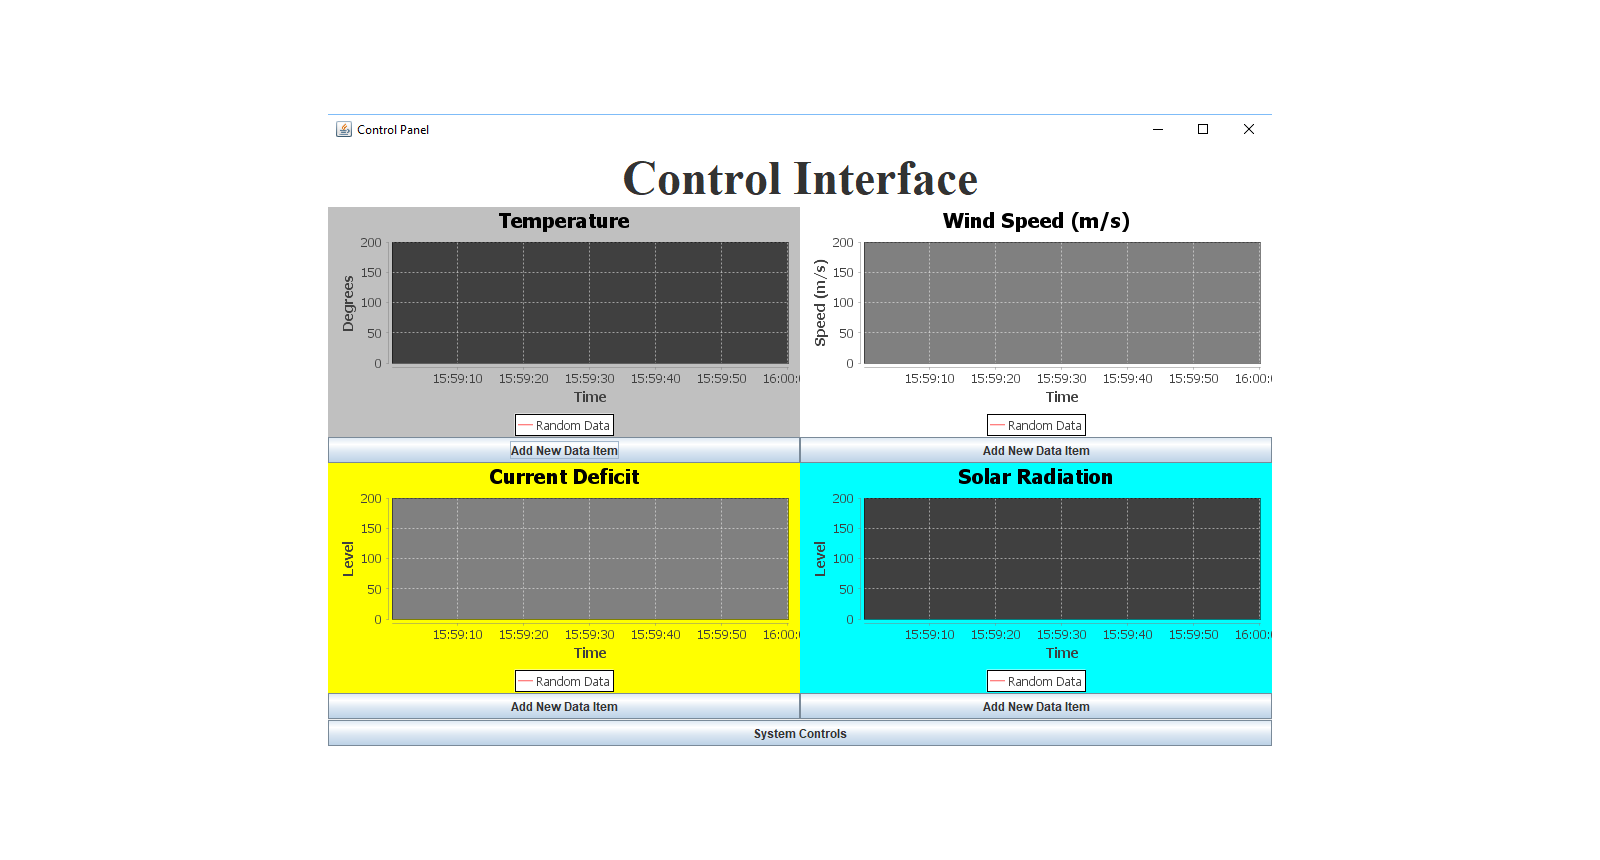 Control Panel
Control Interface
Temperature
Degrees
200
150
100
50
0
15:59:10 15:59:20 15:59:30 15:59:40 15:59:50 16:00:0
Time
Random Data
Add New Data Item
Wind Speed (m/s)
Speed (m/s)
200
150
100
50
0
15:59:10 15:59:20 15:59:30 15:59:40 15:59:50 16:00:0
Time
Random Data
Add New Data Item
Current Deficit
Level
200
150
100
50
0
15:59:10 15:59:20 15:59:30 15:59:40 15:59:50 16:00:0
Time
Random Data
Add New Data Item
Solar Radiation
Level
200
150
100
50
0
15:59:10 15:59:20 15:59:30 15:59:40 15:59:50 16:00:0
Time
Random Data
Add New Data Item
System Controls